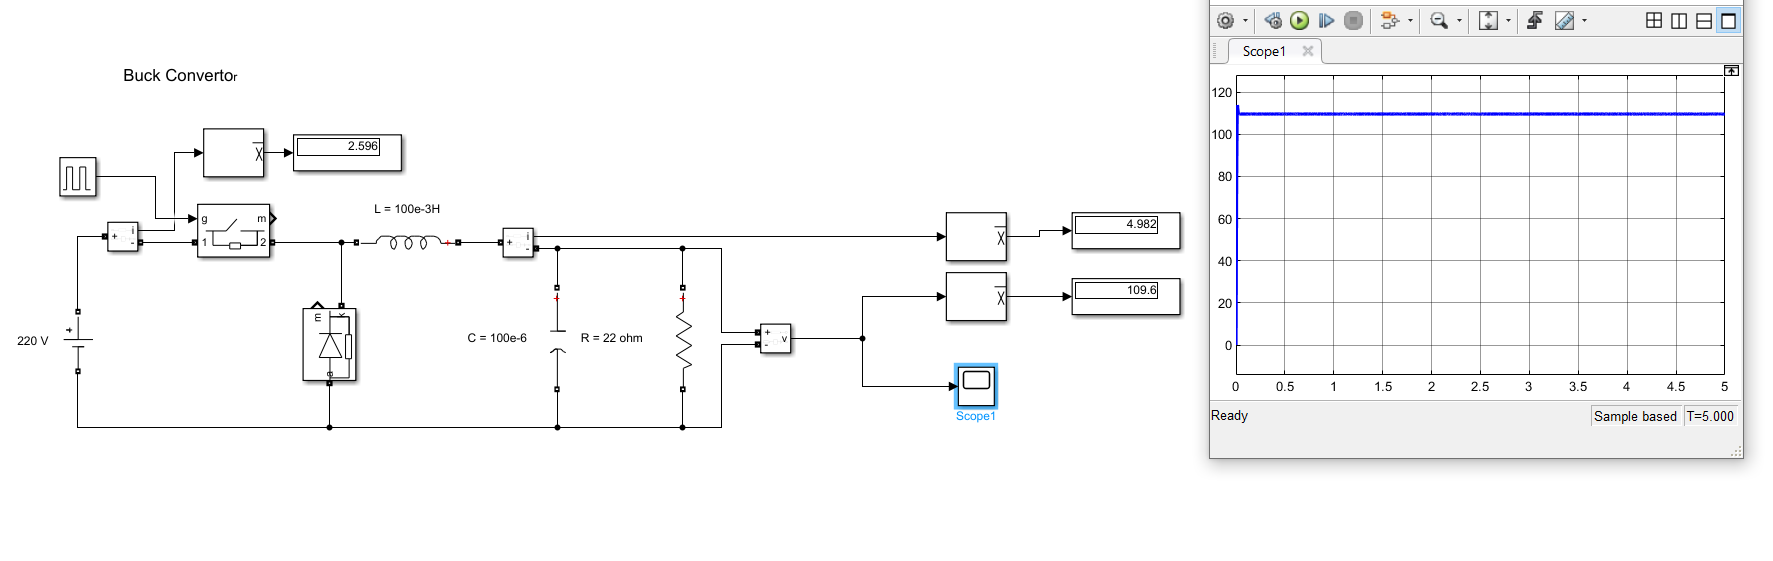 Buck Convertor
2.596
g
m
i
+
-
1
2
L = 100e-3H
+
+
i
-
4.982
109.6
m
k
a
+
220 V
+
C = 100e-6
+
R = 22 ohm
+
-
v
Scope1
Scope1
120
100
80
60
40
20
0
0 0.5 1 1.5 2 2.5 3 3.5 4 4.5 5
Ready Sample based T=5.000